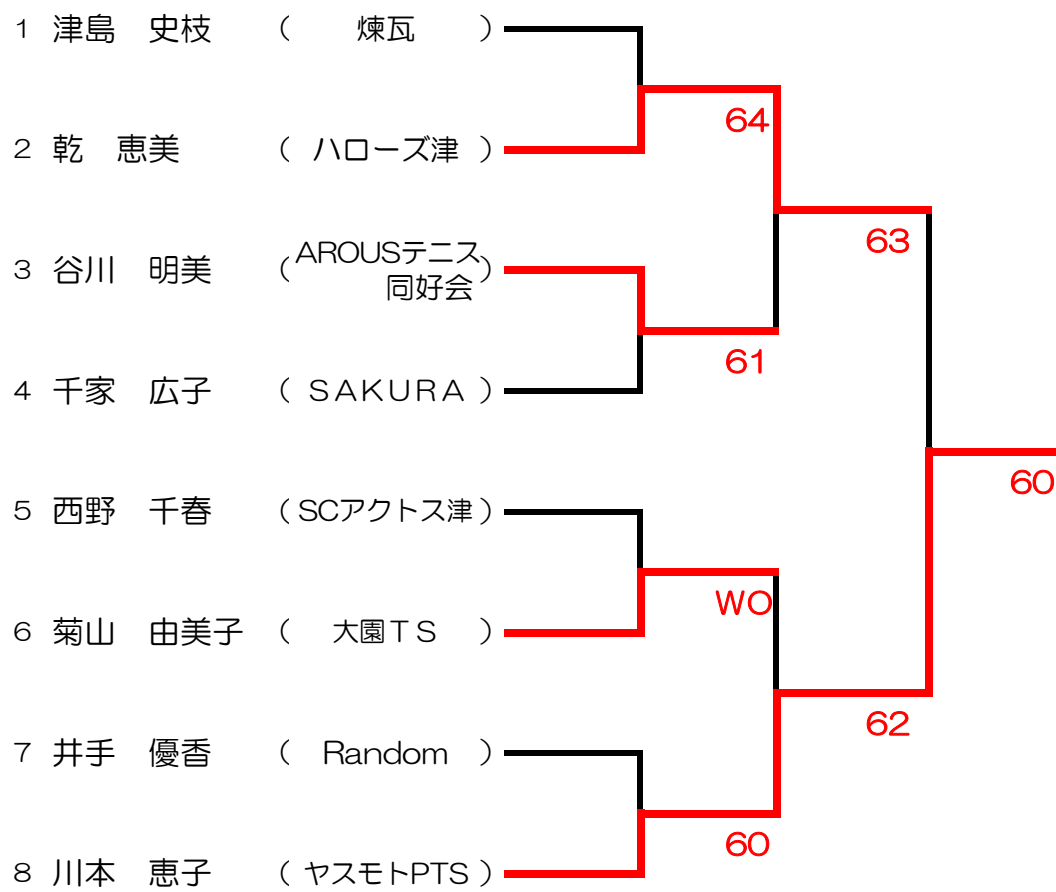 1 津島　史枝 （ 煉瓦 ）
64
2 乾　恵美 （ ハローズ津 ）
63
3 谷川　明美 （ AROUSテニス同好会 ）
61
4 千家　広子 （ ＳＡＫＵＲＡ ）
60
5 西野　千春 （ SCアクトス津 ）
WO
6 菊山　由美子 （ 大園ＴＳ ）
62
7 井手　優香 （ Random ）
60
8 川本　恵子 （ ヤスモトPTS ）